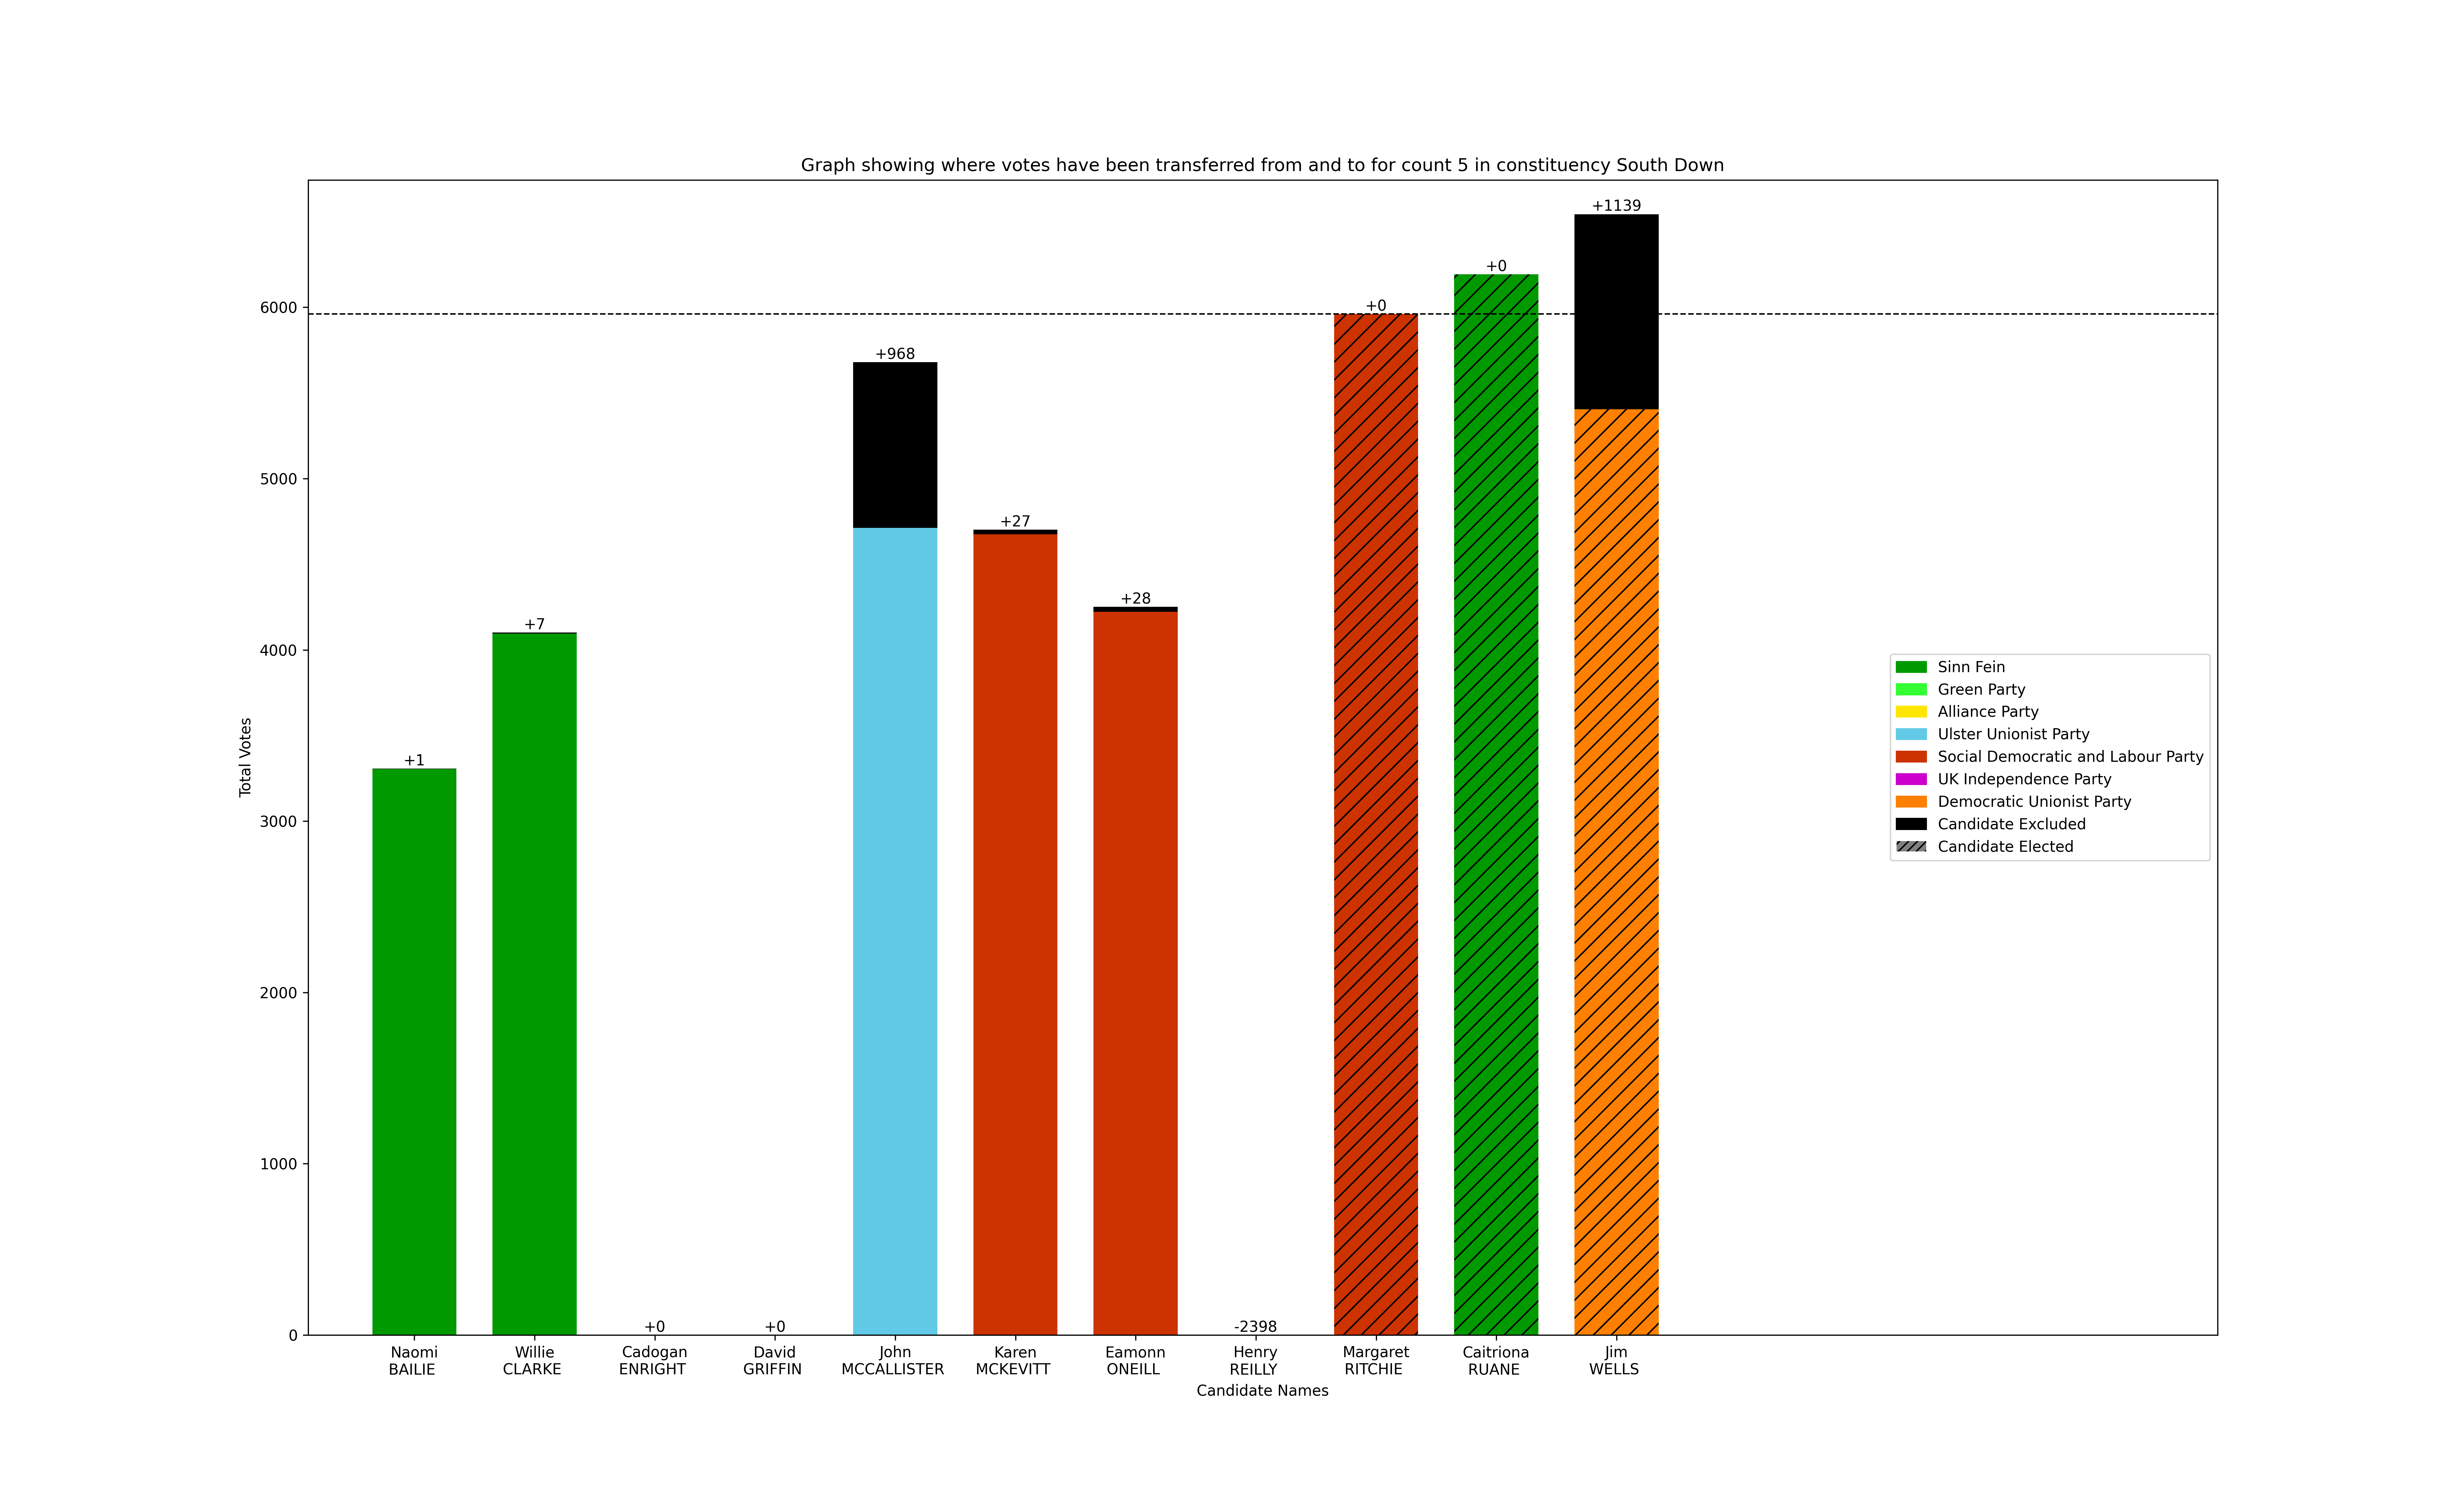 Graph showing where votes have been transferred from and to for count 5 in constituency South Down
+1139
+0
+0
6000
+968
5000
+27
+28
+7
4000
+1
3000
2000
1000
0
+0
+0
-2398
Total Votes
Sinn Fein
Green Party
Alliance Party
Ulster Unionist Party
Social Democratic and Labour Party
UK Independence Party
Democratic Unionist Party
Candidate Excluded
Candidate Elected
Naomi
BAILIE
Willie
CLARKE
Cadogan
ENRIGHT
David
GRIFFIN
John
MCCALLISTER
Karen
MCKEVITT
Eamonn
ONEILL
Henry
REILLY
Margaret
RITCHIE
Caitriona
RUANE
Jim
WELLS
Candidate Names